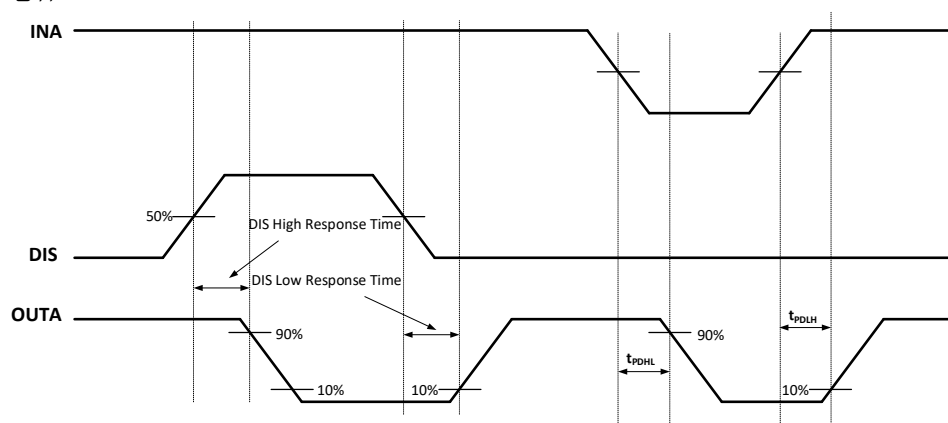 INA
50%
DIS High Response Time
DIS
DIS Low Response Time
OUTA
90%
10%
10%
tPDHL
90%
tPDLH
10%